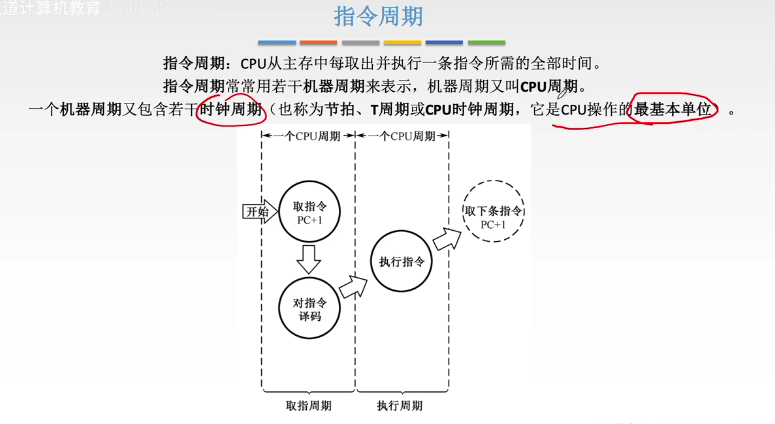 道计算机教育
指令周期
指令周期：CPU从主存中每取出并执行一条指令所需的全部时间。
指令周期常常用若干机器周期来表示，机器周期又叫CPU周期。
一个机器周期又包含若干时钟周期（也称为节拍、T周期或CPU时钟周期，它是CPU操作的最基本单位）。
一个CPU周期
一个CPU周期
开始
取指令
PC+1
取下条指令
PC+1
执行指令
对指令
译码
取指周期
执行周期